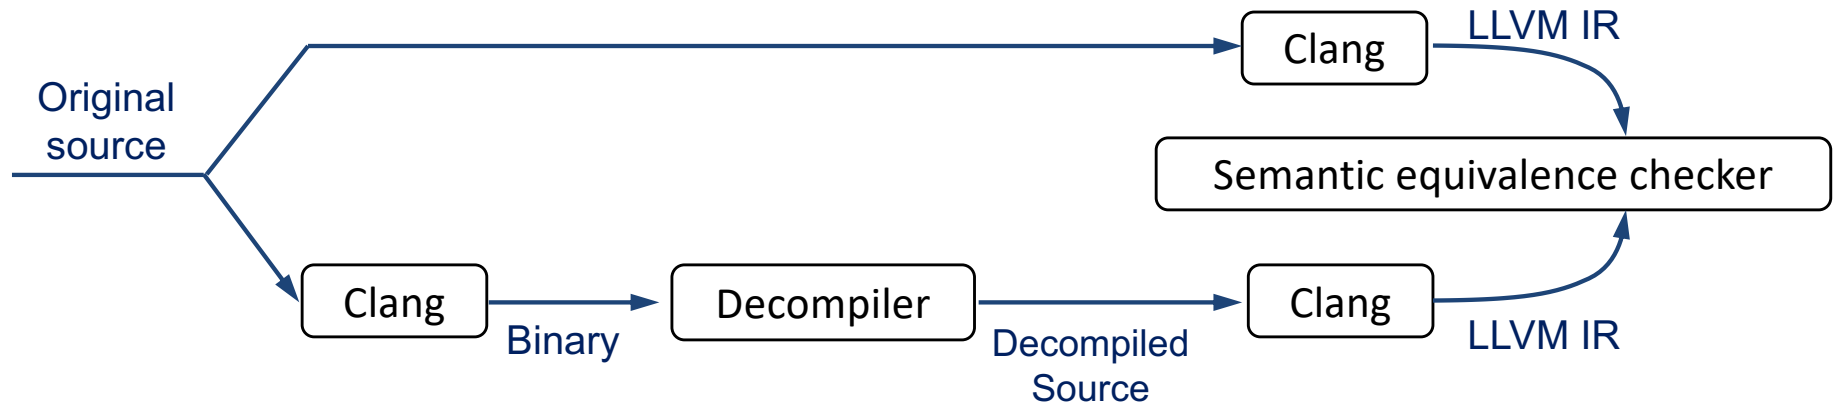 Original
source
Clang
LLVM IR
Semantic equivalence checker
Clang
Binary
Decompiler
Decompiled
Source
Clang
LLVM IR